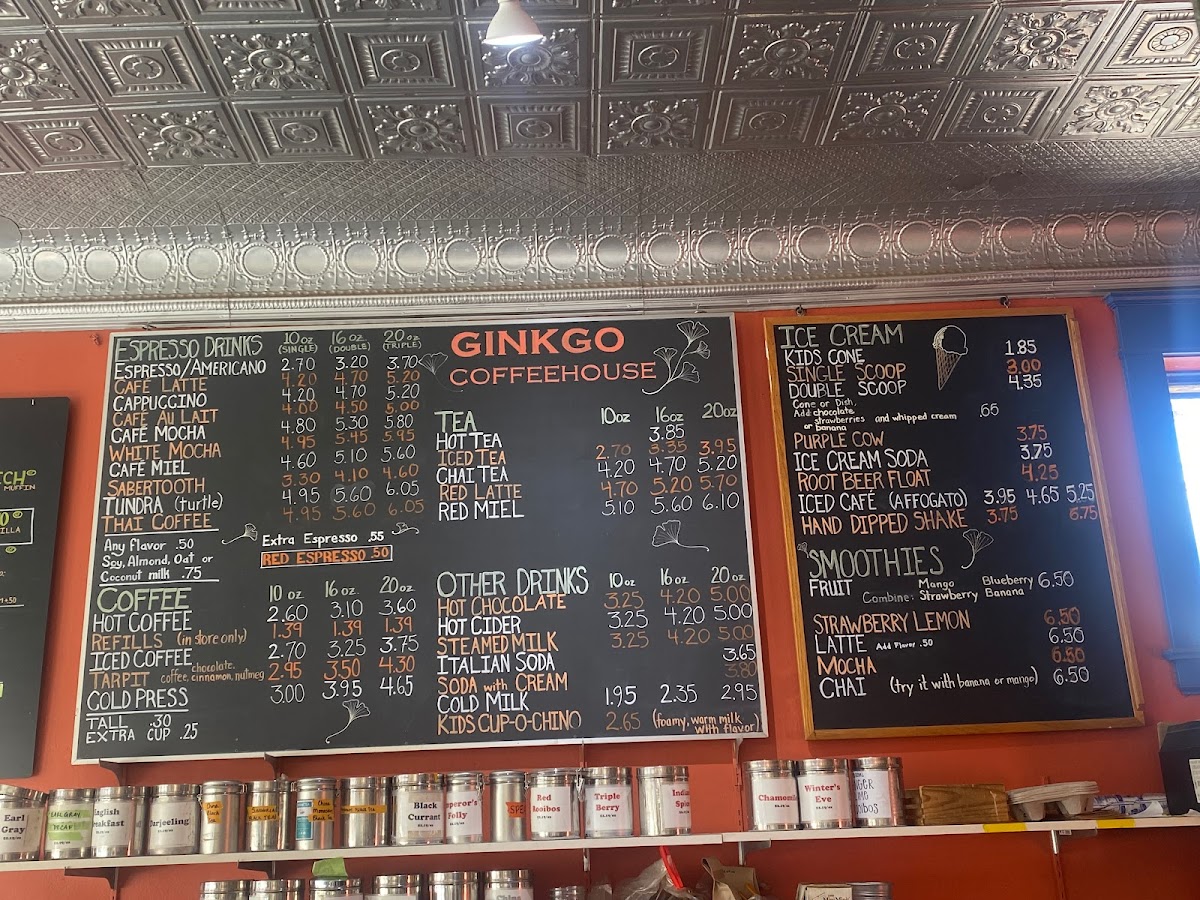 GINKGO
COFFEEHOUSE
ESPRESSO DRINKS 10oz (SINGLE) 16oz (DOUBLE) 20oz (TRIPLE)
ESPRESSO/AMERICANO 2.70 3.20 3.70
CAFÉ LATTE 4.20 4.70 5.20
CAPPUCCINO 4.20 4.70 5.20
CAFÉ AU LAIT 4.00 4.50 5.00
CAFÉ MOCHA 4.80 5.30 5.80
WHITE MOCHA 4.95 5.45 5.95
CAFÉ MIEL 4.60 5.10 5.60
SABERTOOTH 3.30 4.10 4.60
TUNDRA (turtle) 4.95 5.60 6.05
THAI COFFEE 4.95 5.60 6.05
Any flavor .50
Soy, Almond, Oat or
Coconut milk .75
Extra Espresso .55
RED ESPRESSO .50
COFFEE 10 oz 16 oz. 20 oz
HOT COFFEE 2.60 3.10 3.60
REFILLS (in store only) 1.39 1.39 1.39
ICED COFFEE 2.70 3.25 3.75
TARPIT chocolate, coffee, cinnamon, nutmeg 2.95 3.50 4.30
COLD PRESS 3.00 3.95 4.65
TALL .30
EXTRA CUP .25
TEA 10oz 16oz 20oz
HOT TEA 3.85
ICED TEA 2.70 3.35 3.95
CHAI TEA 4.20 4.70 5.20
RED LATTE 4.70 5.20 5.70
RED MIEL 5.10 5.60 6.10
OTHER DRINKS 10oz 16oz 20oz
HOT CHOCOLATE 3.25 4.20 5.00
HOT CIDER 3.25 4.20 5.00
STEAMED MILK 3.25 4.20 5.00
ITALIAN SODA 3.65
SODA with CREAM 3.80
COLD MILK 1.95 2.35 2.95
KIDS CUP-O-CHINO 2.65 (foamy, warm milk
with flavor)
ICE CREAM
KIDS CONE 1.85
SINGLE SCOOP 3.00
DOUBLE SCOOP 4.35
Cone or Dish,
Add: chocolate
strawberries and whipped cream .65
or banana
PURPLE COW 3.75
ICE CREAM SODA 3.75
ROOT BEER FLOAT 4.25
ICED CAFÉ (AFFOGATO) 3.95 4.65 5.25
HAND DIPPED SHAKE 3.75 6.75
SMOOTHIES
FRUIT Mango Blueberry 6.50
Combine: Strawberry Banana
STRAWBERRY LEMON 6.50
LATTE Add Flavor .50 6.50
MOCHA 6.50
CHAI (try it with banana or mango) 6.50
MUFFIN
Earl
Gray
EARL GRAY
English
Breakfast
Darjeeling
Black
Currant
Emperor's
Folly
Red
Rooibos
Triple
Berry
Indian
Spice
Chamomile
Winter's
Eve